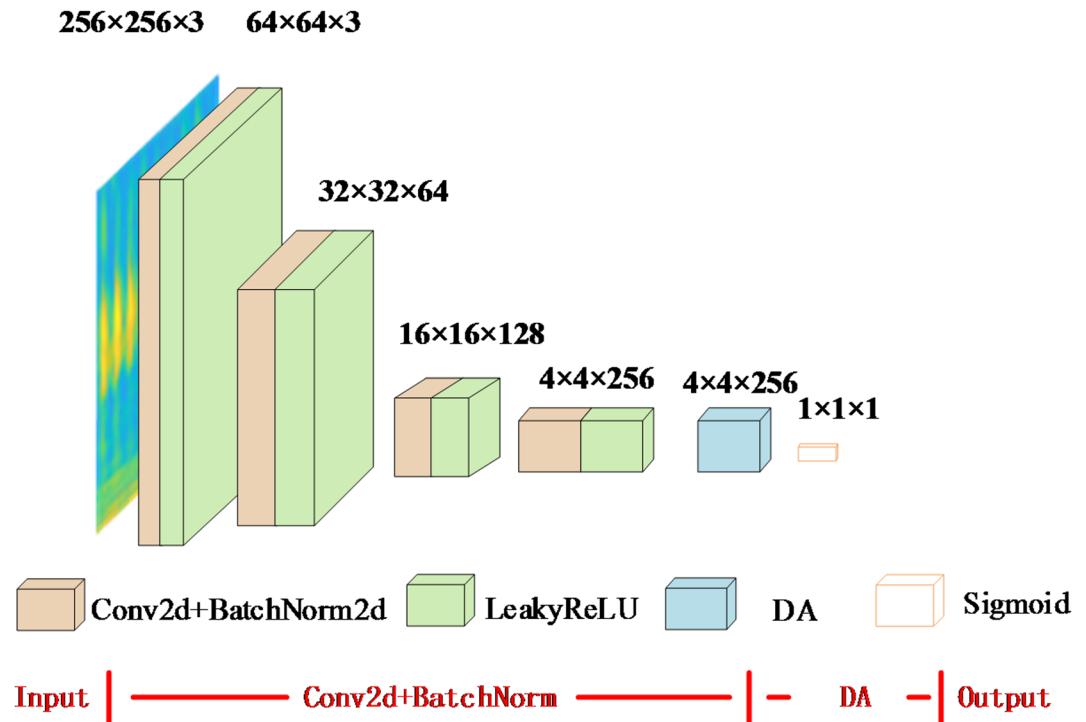 256×256×3 64×64×3
32×32×64
16×16×128
4×4×256 4×4×256
1×1×1
Conv2d+BatchNorm2d LeakyReLU DA Sigmoid
Input Conv2d+BatchNorm DA Output